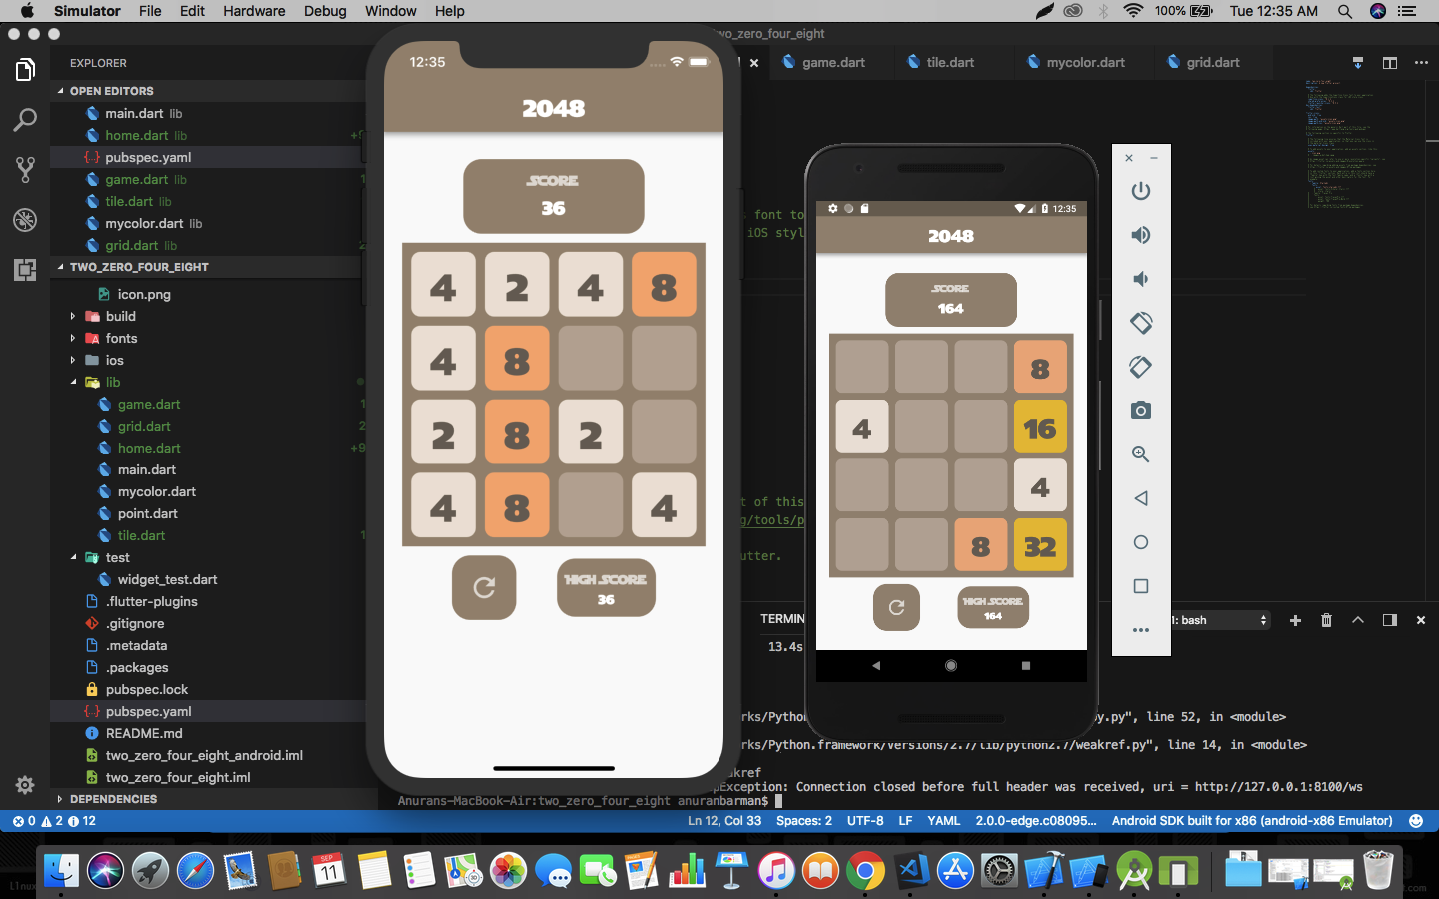 Simulator File Edit Hardware Debug Window Help
100% Tue 12:35 AM
two_zero_four_eight
EXPLORER
OPEN EDITORS
main.dart lib
home.dart lib
pubspec.yaml
game.dart lib
tile.dart lib
mycolor.dart lib
grid.dart lib
TWO_ZERO_FOUR_EIGHT
icon.png
build
fonts
ios
lib
game.dart 1
grid.dart 2
home.dart +9
main.dart
mycolor.dart
point.dart
tile.dart 1
test
widget_test.dart
.flutter-plugins
.gitignore
.metadata
.packages
pubspec.lock
pubspec.yaml
README.md
two_zero_four_eight_android.iml
two_zero_four_eight.iml
DEPENDENCIES
0 2 12
12:35
2048
SCORE
36
4 2 4 8
4 8
2 8 2
4 8 4
HIGH SCORE
36
game.dart tile.dart mycolor.dart grid.dart
font to
iOS styl
t of this
g/tools/p
utter.
12:35
2048
SCORE
164
8
4 16
4
8 32
HIGH SCORE
164
TERMIN
1: bash
13.4s
rks/Python
py.py", line 52, in <module>
rks/Python.framework/Versions/2.7/lib/python2.7/weakref.py", line 14, in <module>
akref
pException: Connection closed before full header was received, uri = http://127.0.0.1:8100/ws
Anurans-MacBook-Air:two_zero_four_eight anuranbarman$
Ln 12, Col 33 Spaces: 2 UTF-8 LF YAML 2.0.0-edge.c08095... Android SDK built for x86 (android-x86 Emulator)
SEP
11